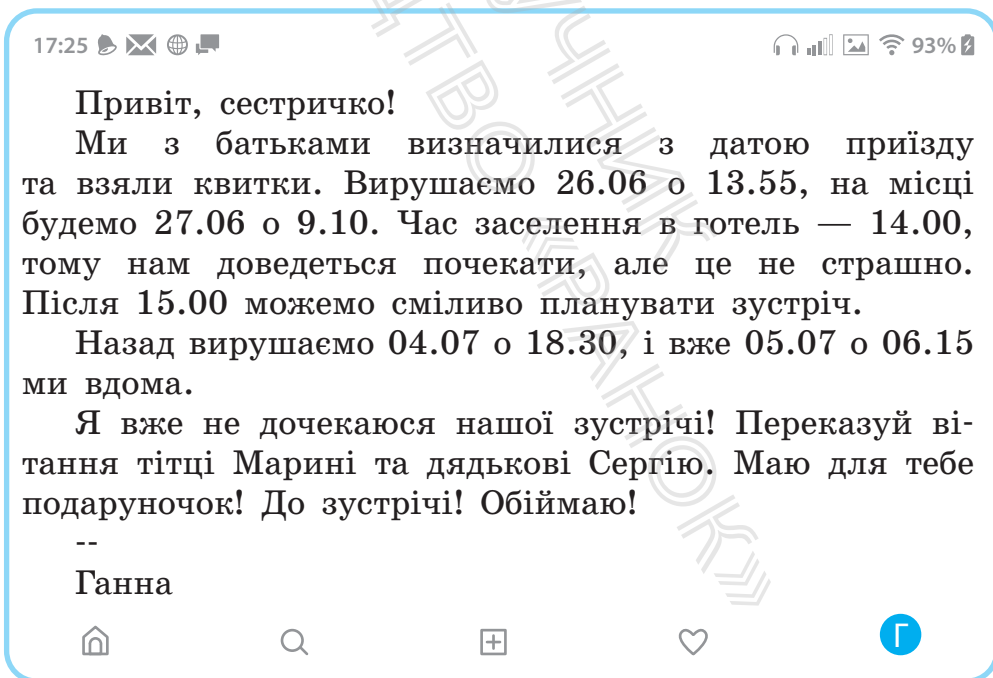 17:25
93%
Привіт, сестричко!
Ми з батьками визначилися з датою приїзду
та взяли квитки. Вирушаємо 26.06 о 13.55, на місці
будемо 27.06 о 9.10. Час заселення в готель — 14.00,
тому нам доведеться почекати, але це не страшно.
Після 15.00 можемо сміливо планувати зустріч.
Назад вирушаємо 04.07 о 18.30, і вже 05.07 о 06.15
ми вдома.
Я вже не дочекаюся нашої зустрічі! Переказуй ві-
тання тітці Марині та дядькові Сергію. Маю для тебе
подаруночок! До зустрічі! Обіймаю!
--
Ганна
Г